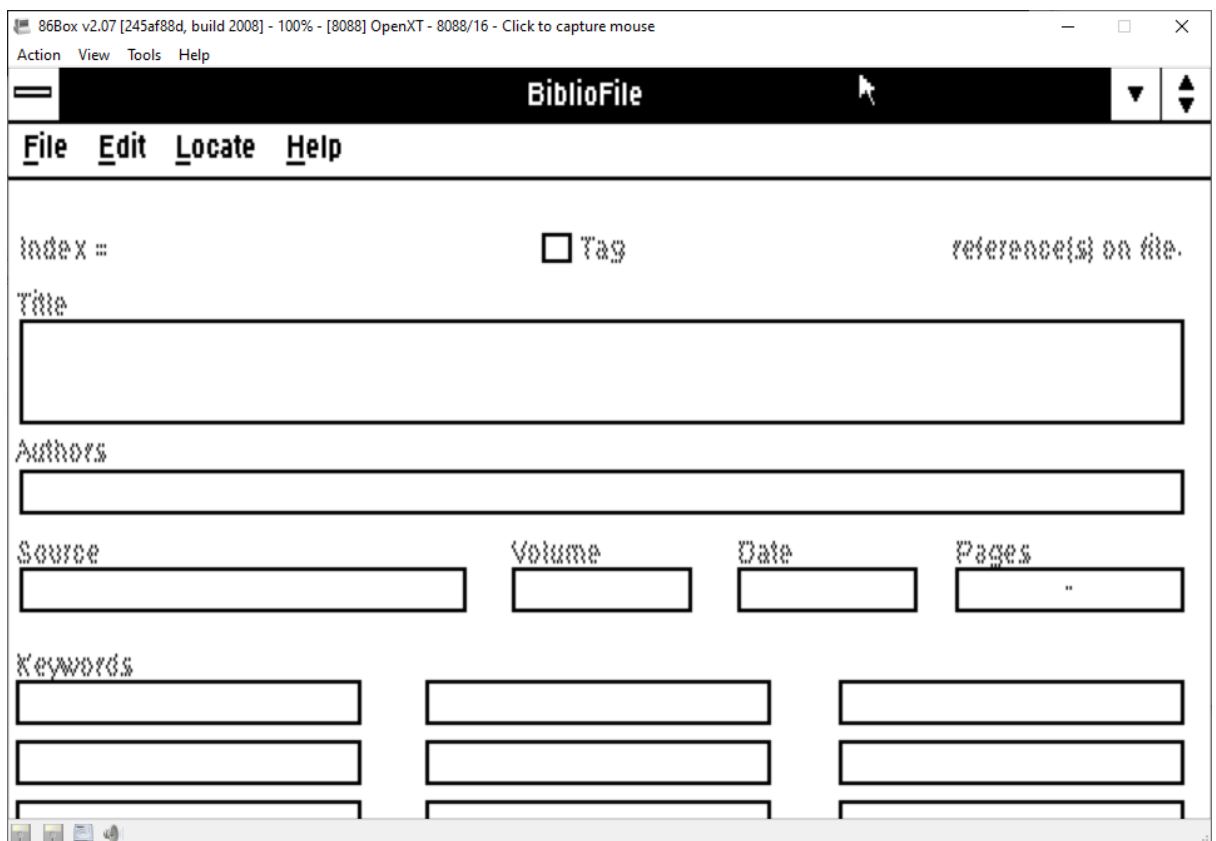 86Box v2.07 [245af88d, build 2008] - 100% - [8088] OpenXT - 8088/16 - Click to capture mouse
Action View Tools Help
BiblioFile
File Edit Locate Help
Index = Tag reference(s) on file.
Title
Authors
Source Volume Date Pages
-
Keywords